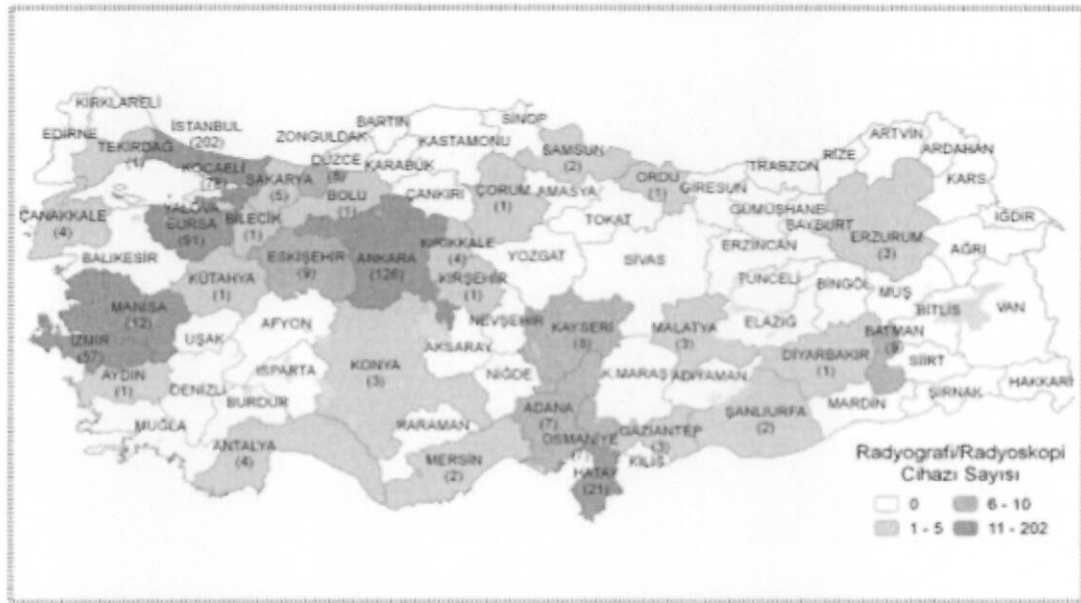 KIRKLARELİ
EDİRNE
TEKİRDAĞ
(1)
İSTANBUL
(202)
KOCAELİ
YALOVA
BURSA
(91)
ÇANAKKALE
(4)
BALIKESİR
SAKARYA
(5)
BİLECİK
(1)
ZONGULDAK
DÜZCE
BOLU
BARTIN
KARABÜK
KASTAMONU
SİNOP
ÇANKIRI
ÇORUM
(1)
SAMSUN
(2)
AMASYA
TOKAT
ORDU
(1)
GİRESUN
TRABZON
RİZE
ARTVİN
ARDAHAN
KARS
IĞDIR
GÜMÜŞHANE
BAYBURT
ERZURUM
(3)
AĞRI
ERZİNCAN
TUNCELİ
BİNGÖL
MUŞ
BİTLİS
VAN
KÜTAHYA
(1)
ESKİŞEHİR
(9)
ANKARA
(126)
KIRIKKALE
(4)
KIRŞEHİR
(1)
YOZGAT
SİVAS
MANİSA
İZMİR
(57)
UŞAK
AFYON
AYDIN
(1)
DENİZLİ
ISPARTA
BURDUR
MUĞLA
ANTALYA
(4)
KONYA
(3)
AKSARAY
NEVŞEHİR
NİĞDE
KARAMAN
MERSİN
(2)
KAYSERİ
(8)
ADANA
(7)
OSMANİYE
HATAY
(21)
K.MARAŞ
MALATYA
(3)
ELAZIĞ
ADIYAMAN
GAZİANTEP
(3)
KİLİS
ŞANLIURFA
(2)
DİYARBAKIR
(1)
BATMAN
SİİRT
MARDİN
ŞIRNAK
HAKKARİ
Radyografi/Radyoskopi
Cihazı Sayısı
0
6 - 10
1 - 5
11 - 202